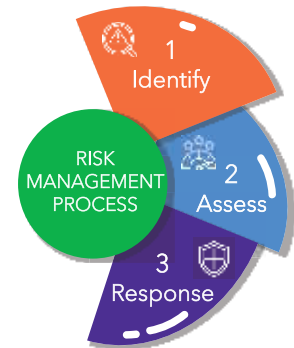 1
Identify
RISK
MANAGEMENT
PROCESS
2
Assess
3
Response